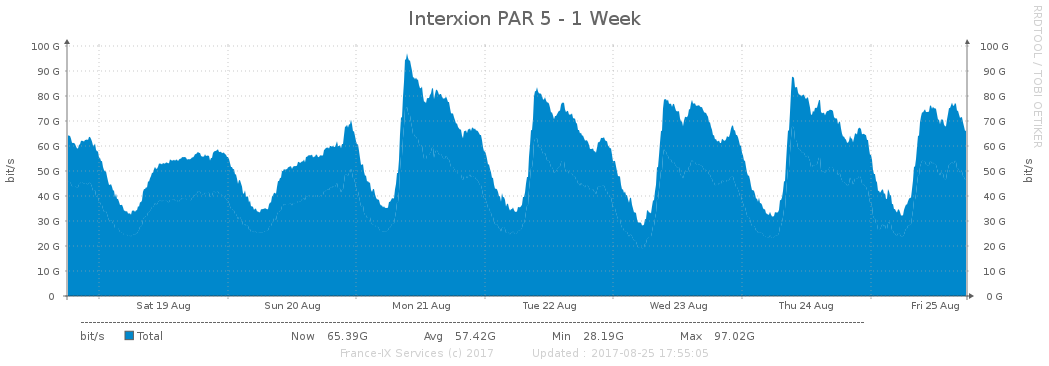 Interxion PAR 5 - 1 Week
RRDTOOL / TOBI OETIKER
100 G 100 G
90 G 90 G
80 G 80 G
70 G 70 G
60 G 60 G
50 G 50 G
40 G 40 G
30 G 30 G
20 G 20 G
10 G 10 G
0 0 G
bit/s bit/s
Sat 19 Aug Sun 20 Aug Mon 21 Aug Tue 22 Aug Wed 23 Aug Thu 24 Aug Fri 25 Aug
bit/s Total Now 65.39G Avg 57.42G Min 28.19G Max 97.02G
France-IX Services (c) 2017 Updated : 2017-08-25 17:55:05